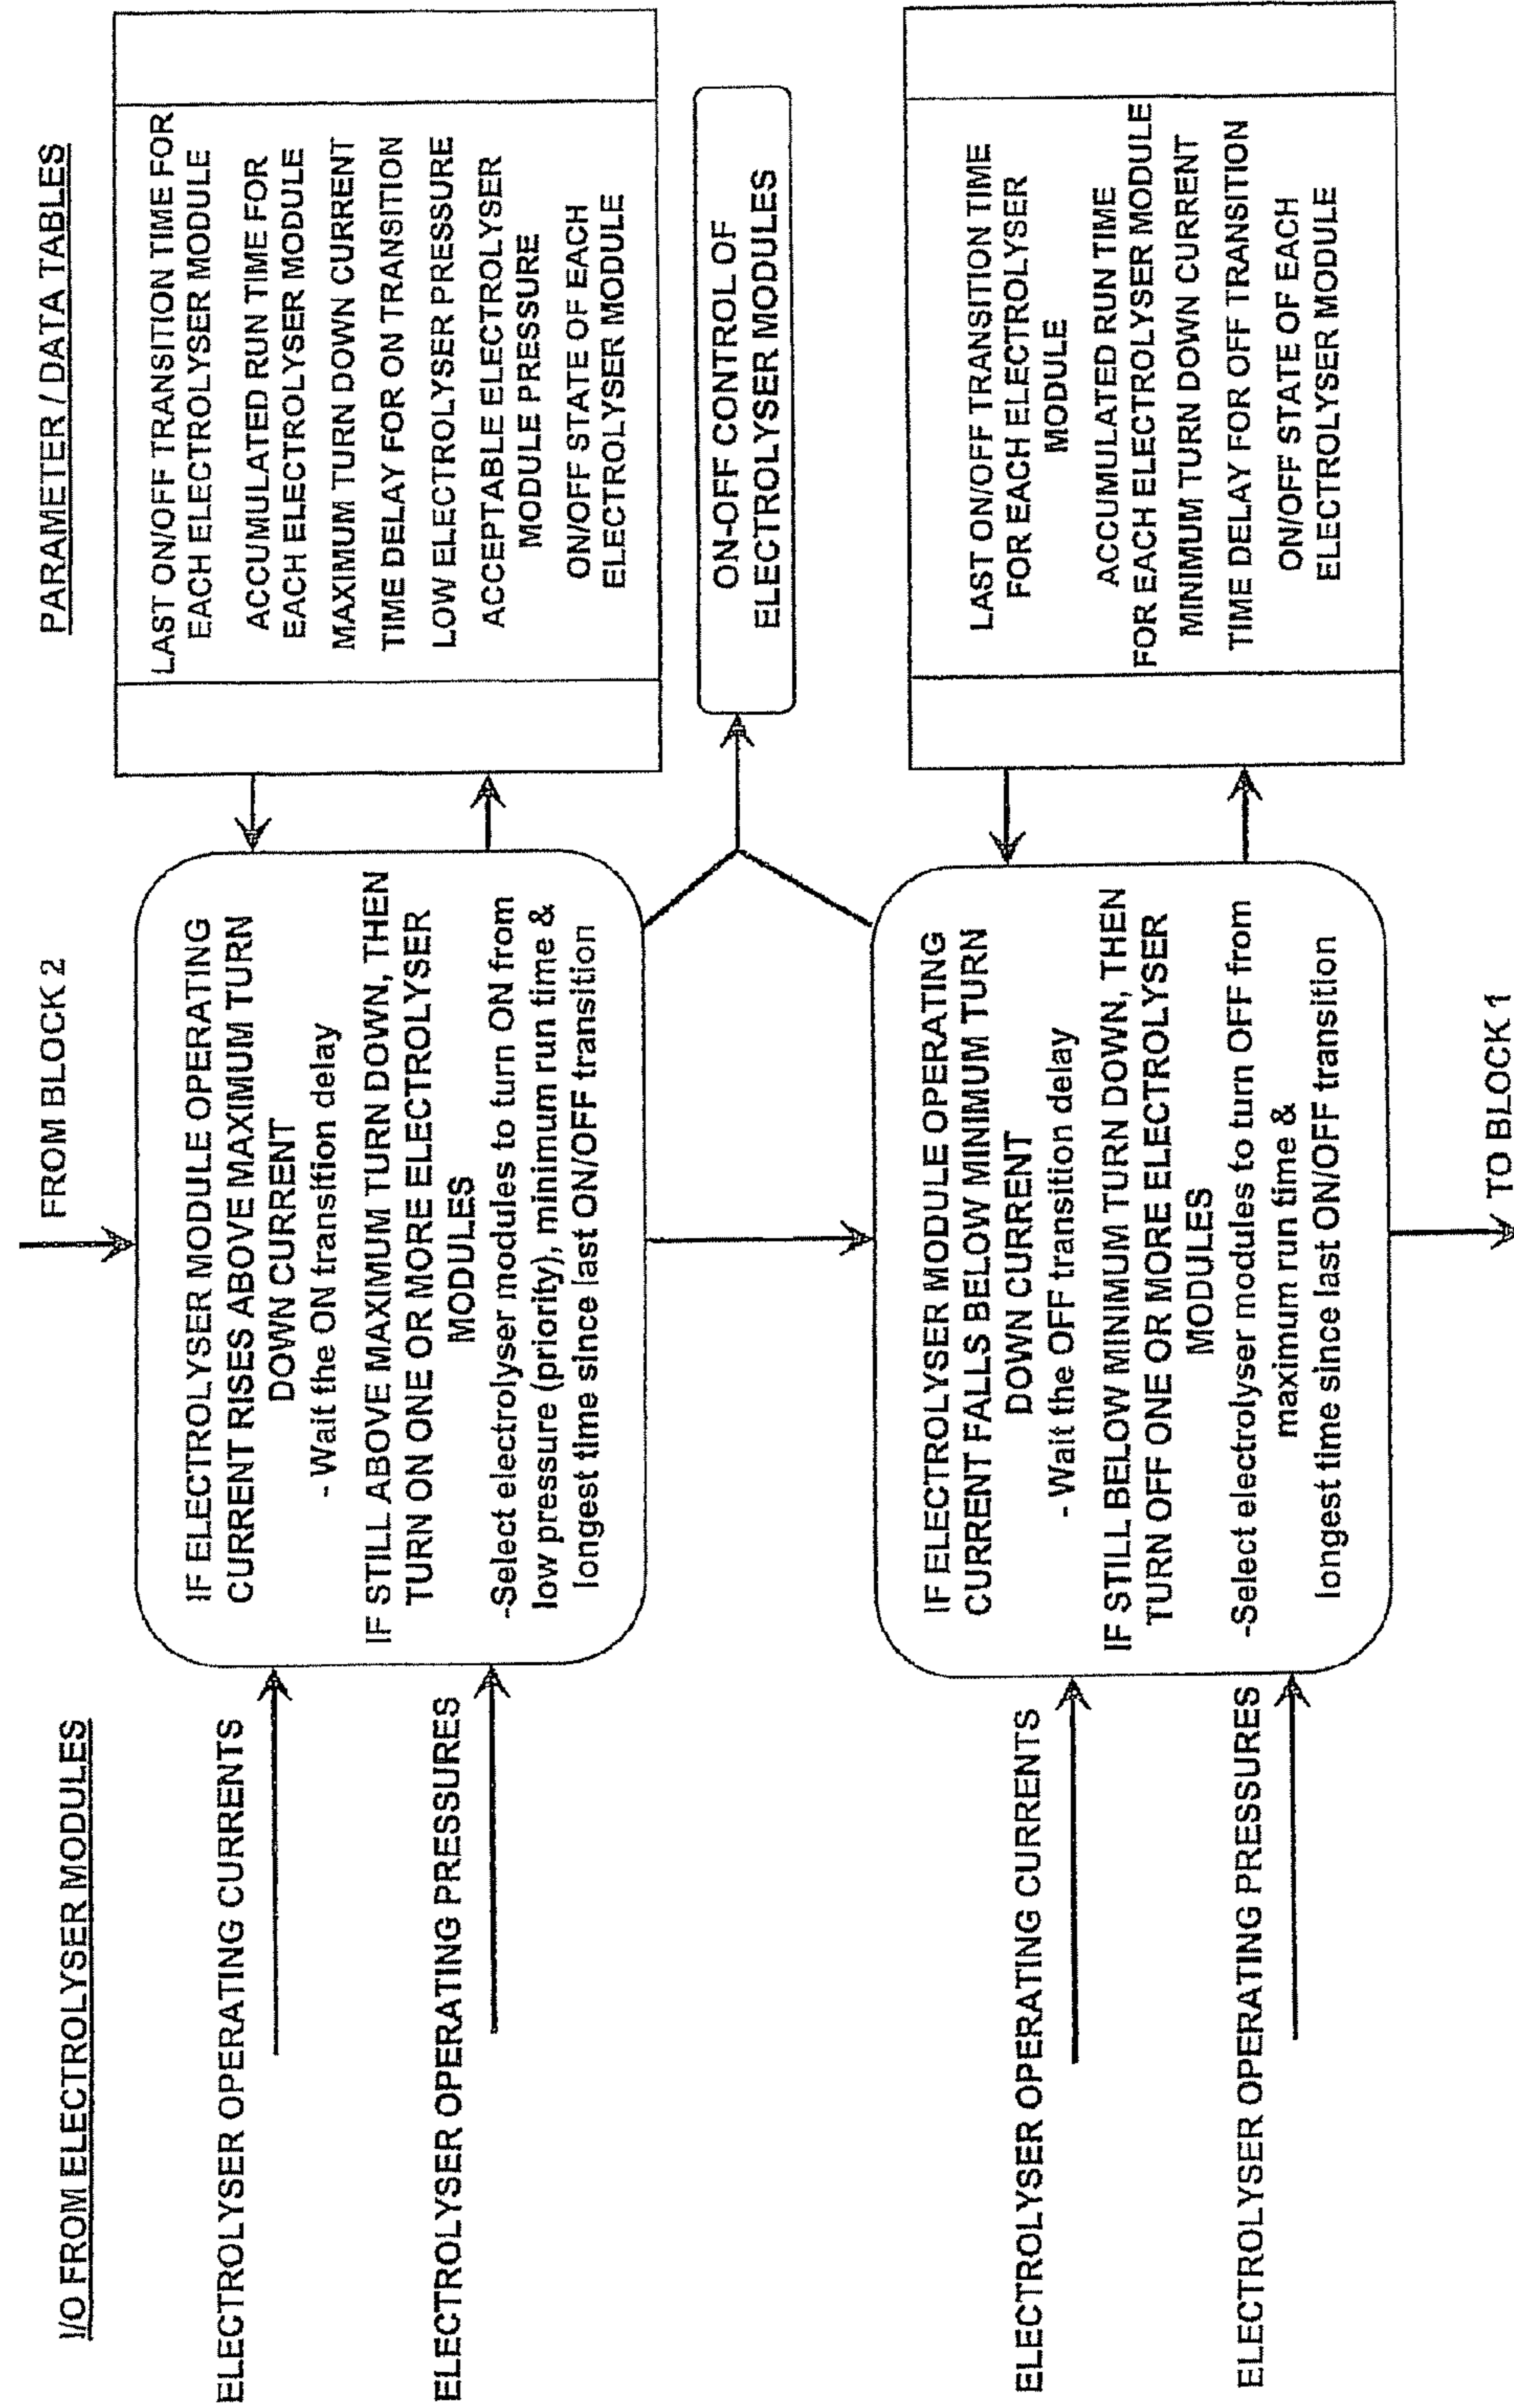 I/O FROM ELECTROLYSER MODULES
FROM BLOCK 2
PARAMETER / DATA TABLES
ELECTROLYSER OPERATING CURRENTS
ELECTROLYSER OPERATING PRESSURES
IF ELECTROLYSER MODULE OPERATING
CURRENT RISES ABOVE MAXIMUM TURN
DOWN CURRENT
- Wait the ON transition delay
IF STILL ABOVE MAXIMUM TURN DOWN, THEN
TURN ON ONE OR MORE ELECTROLYSER
MODULES
-Select electrolyser modules to turn ON from
low pressure (priority), minimum run time &
longest time since last ON/OFF transition
LAST ON/OFF TRANSITION TIME FOR
EACH ELECTROLYSER MODULE
ACCUMULATED RUN TIME FOR
EACH ELECTROLYSER MODULE
MAXIMUM TURN DOWN CURRENT
TIME DELAY FOR ON TRANSITION
LOW ELECTROLYSER PRESSURE
ACCEPTABLE ELECTROLYSER
MODULE PRESSURE
ON/OFF STATE OF EACH
ELECTROLYSER MODULE
ON-OFF CONTROL OF
ELECTROLYSER MODULES
ELECTROLYSER OPERATING CURRENTS
ELECTROLYSER OPERATING PRESSURES
IF ELECTROLYSER MODULE OPERATING
CURRENT FALLS BELOW MINIMUM TURN
DOWN CURRENT
- Wait the OFF transition delay
IF STILL BELOW MINIMUM TURN DOWN, THEN
TURN OFF ONE OR MORE ELECTROLYSER
MODULES
-Select electrolyser modules to turn OFF from
maximum run time &
longest time since last ON/OFF transition
LAST ON/OFF TRANSITION TIME
FOR EACH ELECTROLYSER
MODULE
ACCUMULATED RUN TIME
FOR EACH ELECTROLYSER MODULE
MINIMUM TURN DOWN CURRENT
TIME DELAY FOR OFF TRANSITION
ON/OFF STATE OF EACH
ELECTROLYSER MODULE
TO BLOCK 1